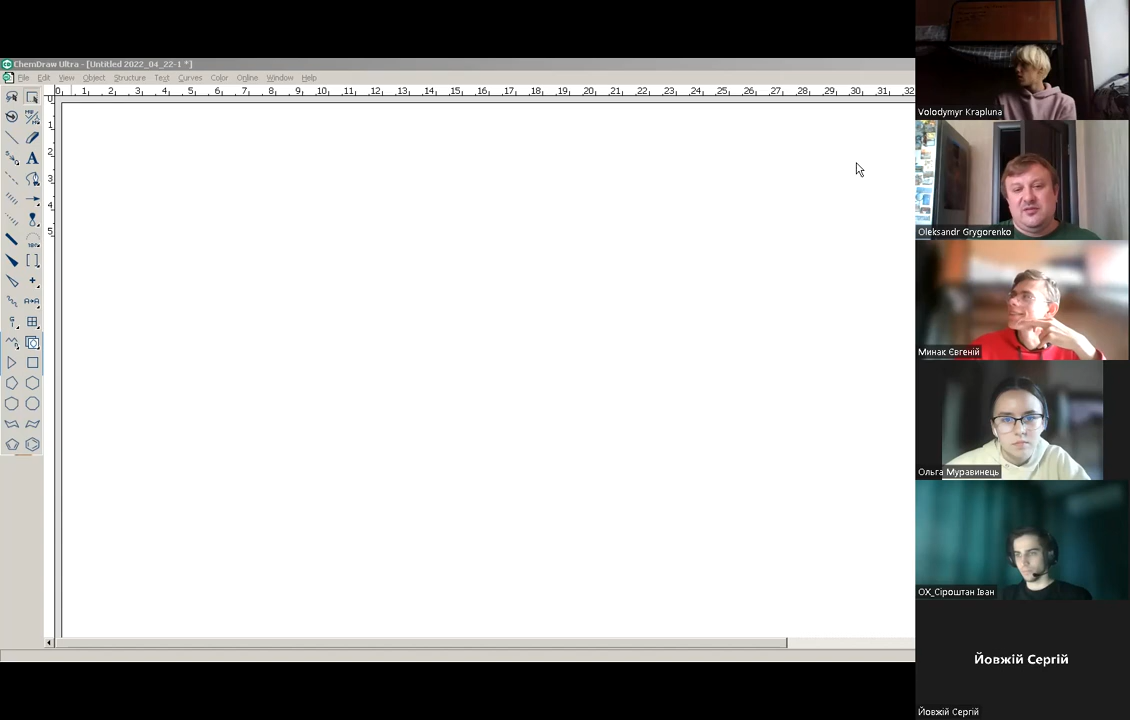 ChemDraw Ultra - [Untitled 2022_04_22-1 *]
File Edit View Object Structure Text Curves Color Online Window Help
0 1 2 3 4 5 6 7 8 9 10 11 12 13 14 15 16 17 18 19 20 21 22 23 24 25 26 27 28 29 30 31 32
0
1
2
3
4
5
A
Volodymyr Krapluna
Oleksandr Grygorenko
Минак Євгеній
Ольга Муравинець
ОХ_Сіроштан Іван
Йовжій Сергій
Йовжій Сергій